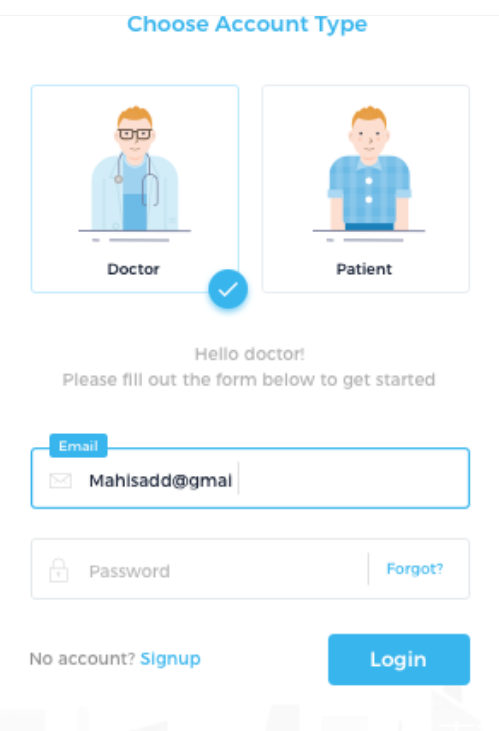 Choose Account Type
Doctor
Patient
Hello doctor!
Please fill out the form below to get started
Email
Mahisadd@gmai
Password
Forgot?
No account? Signup
Login